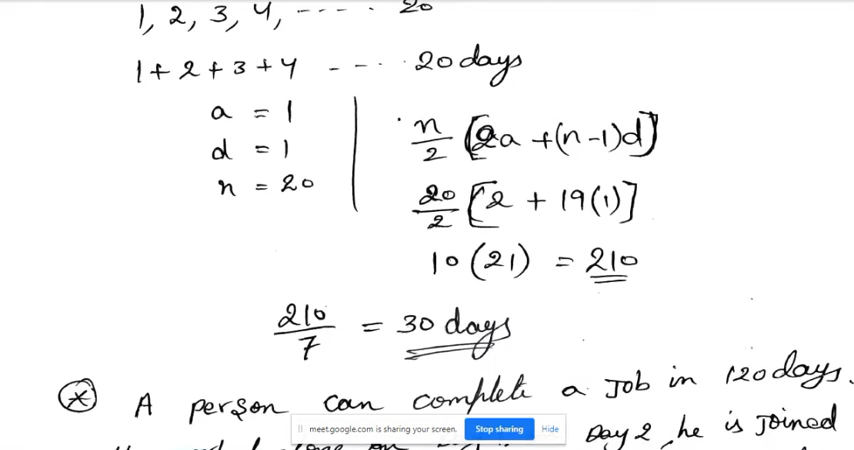 1, 2, 3, 4, ---- 20
1 + 2 + 3 + 4 --- 20 days
a = 1
d = 1
n = 20
n/2 [2a + (n-1)d]
20/2 [2 + 19(1)]
10 (21) = 210
210/7 = 30 days
* A person can complete a Job in 120 days.
Day 2, he is Joined
meet.google.com is sharing your screen. Stop sharing Hide